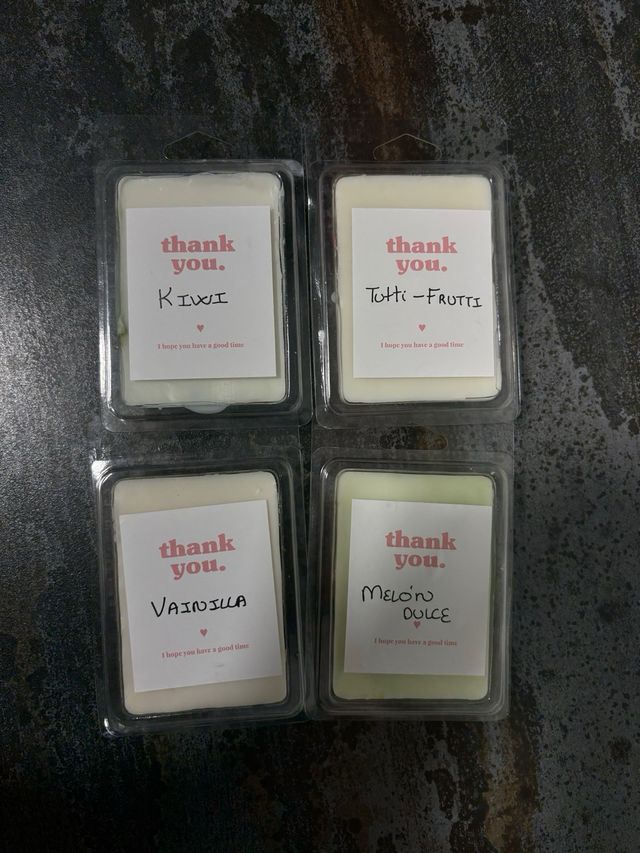 thank
you.
KIWI
I hope you have a good time
thank
you.
Tutti-FRUTTI
I hope you have a good time
thank
you.
VAINILLA
I hope you have a good time
thank
you.
MELÓN
DULCE
I hope you have a good time